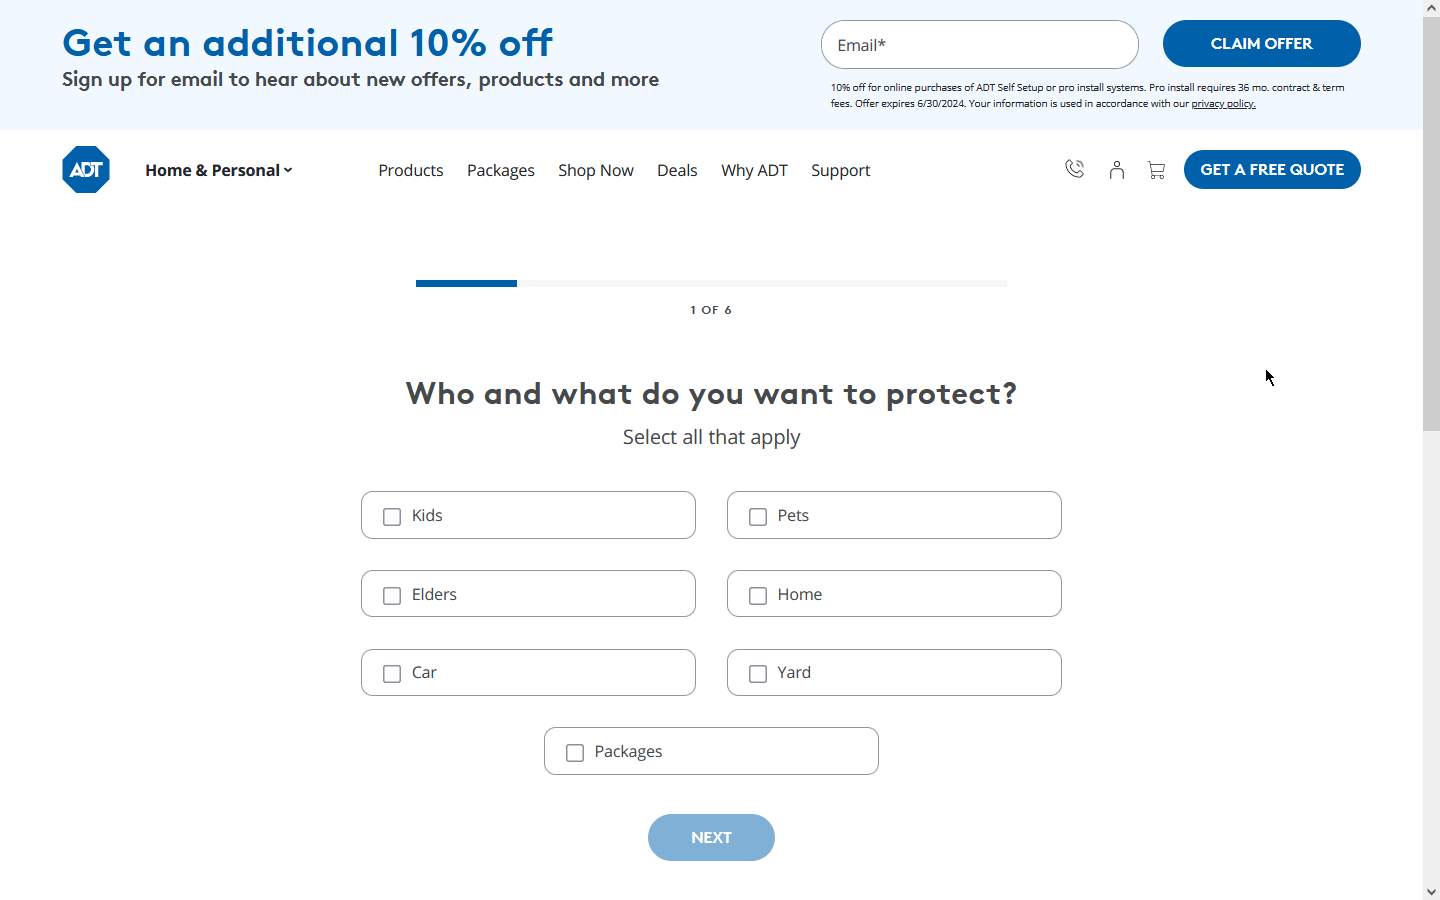 Get an additional 10% off
Sign up for email to hear about new offers, products and more
Email*
CLAIM OFFER
10% off for online purchases of ADT Self Setup or pro install systems. Pro install requires 36 mo. contract & term
fees. Offer expires 6/30/2024. Your information is used in accordance with our privacy policy.
ADT
Home & Personal
Products
Packages
Shop Now
Deals
Why ADT
Support
GET A FREE QUOTE
1 OF 6
Who and what do you want to protect?
Select all that apply
Kids
Pets
Elders
Home
Car
Yard
Packages
NEXT